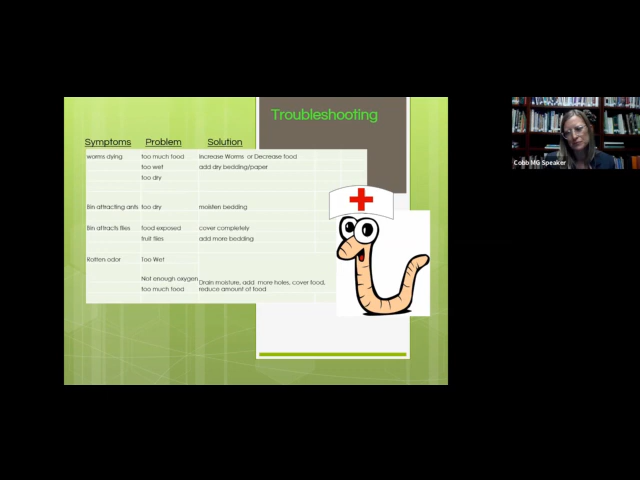 Troubleshooting
Symptoms Problem Solution
worms dying too much food Increase Worms or Decrease food
too wet add dry bedding/paper
too dry
Bin attracting ants too dry moisten bedding
Bin attracts flies food exposed cover completely
fruit flies add more bedding
Rotten odor Too Wet
Not enough oxygen Drain moisture, add more holes, cover food,
too much food reduce amount of food
Cobb MG Speaker